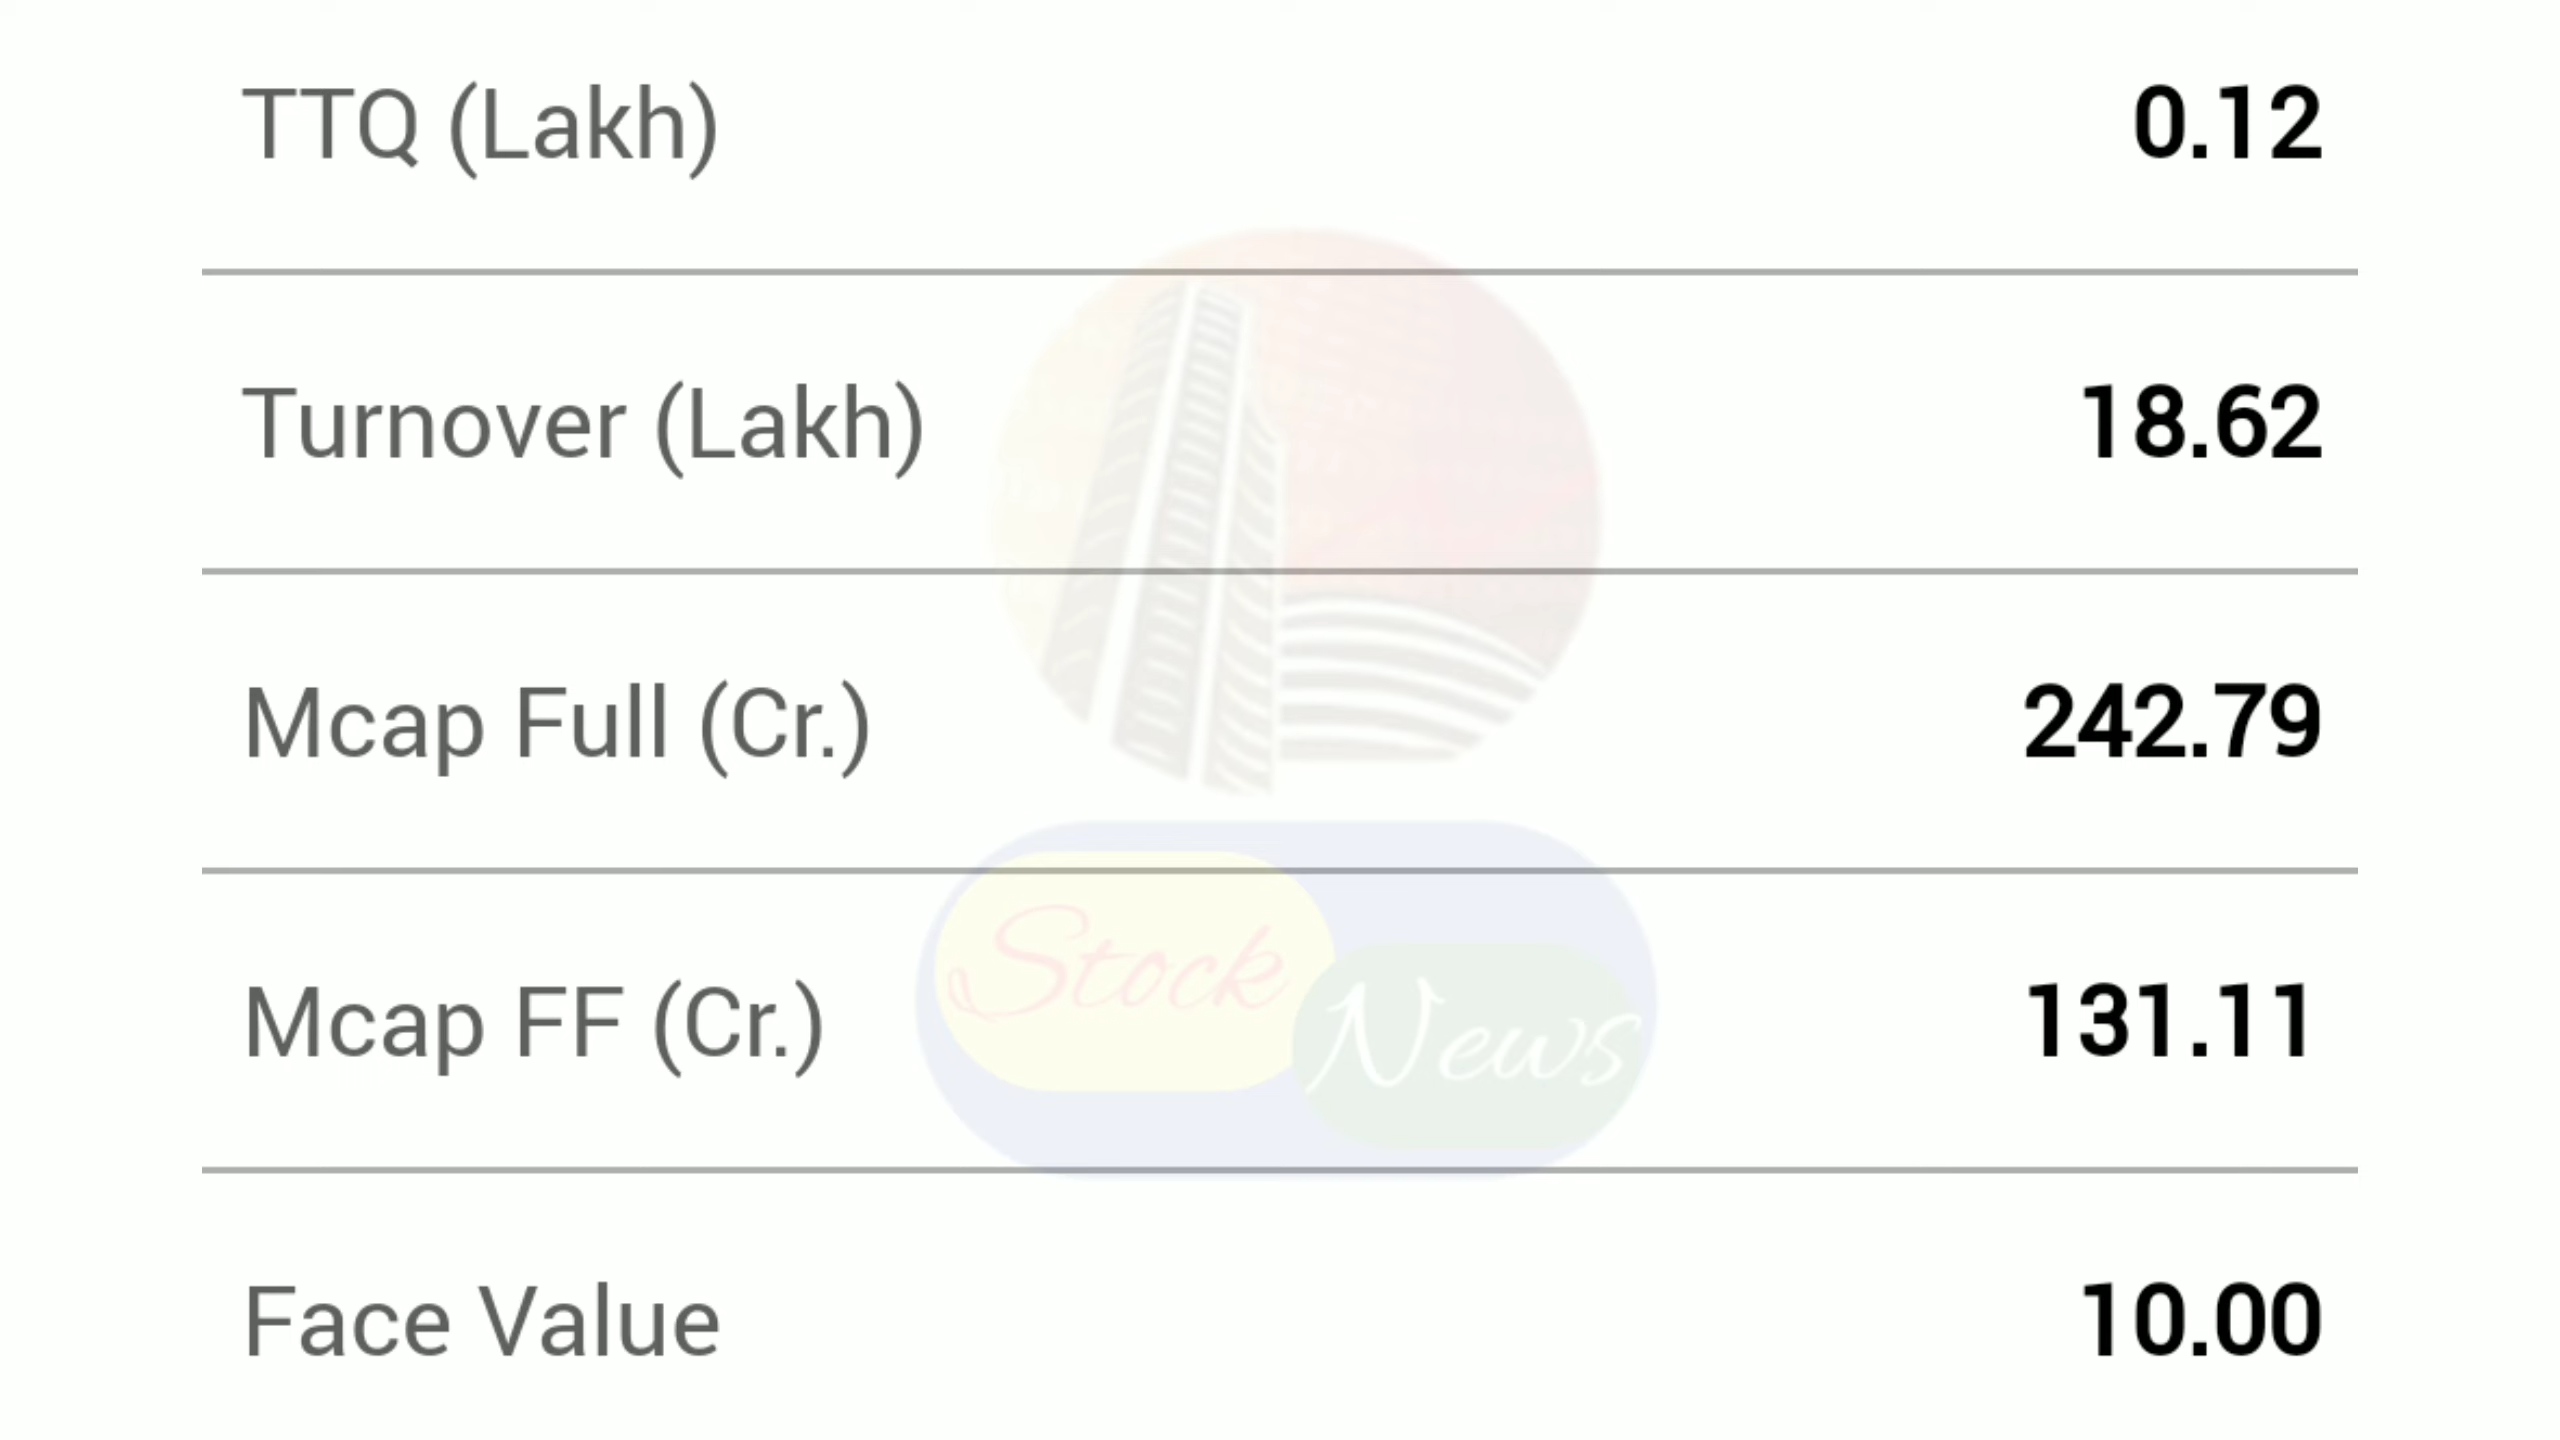 TTQ (Lakh) 0.12
Turnover (Lakh) 18.62
Mcap Full (Cr.) 242.79
Mcap FF (Cr.) 131.11
Stock News
Face Value 10.00